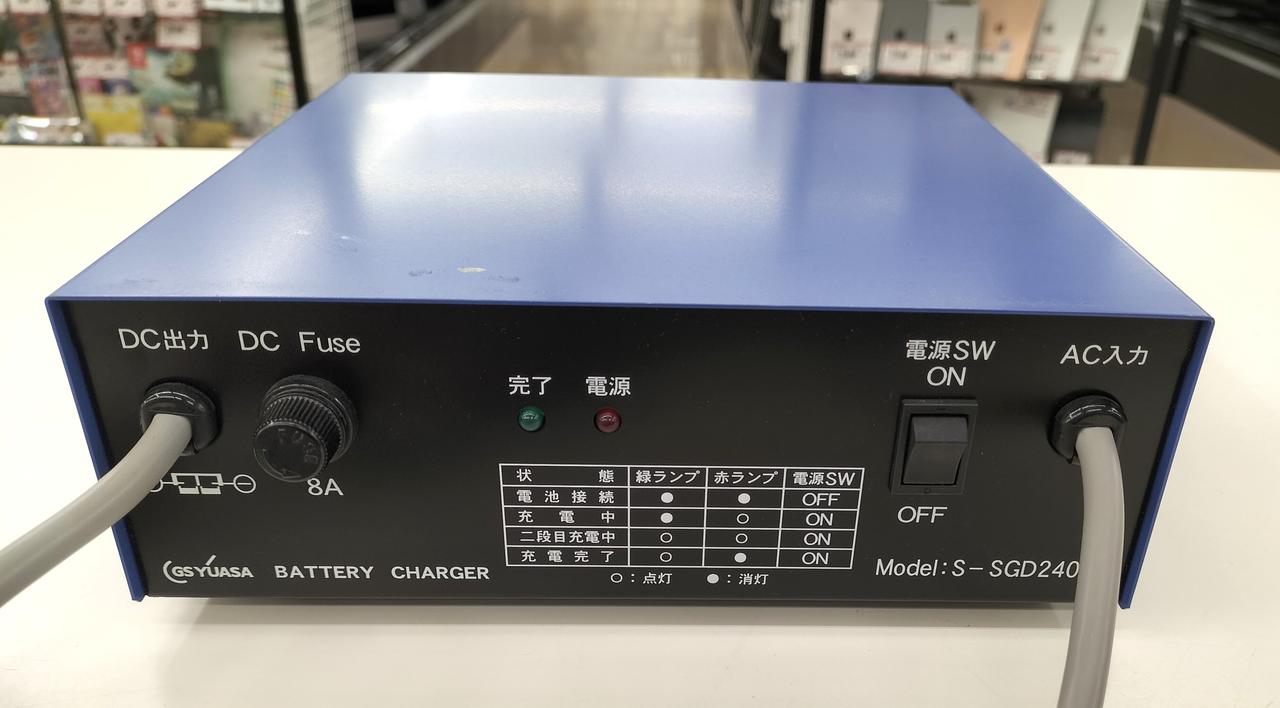 DC出力
DC Fuse
8A
完了
電源
電源SW
ON
OFF
AC入力
状態 緑ランプ 赤ランプ 電源SW
電池接続 ● ● OFF
充電中 ● ○ ON
二段目充電中 ○ ○ ON
充電完了 ○ ● ON
○：点灯 ●：消灯
GSYUASA BATTERY CHARGER
Model:S-SGD240